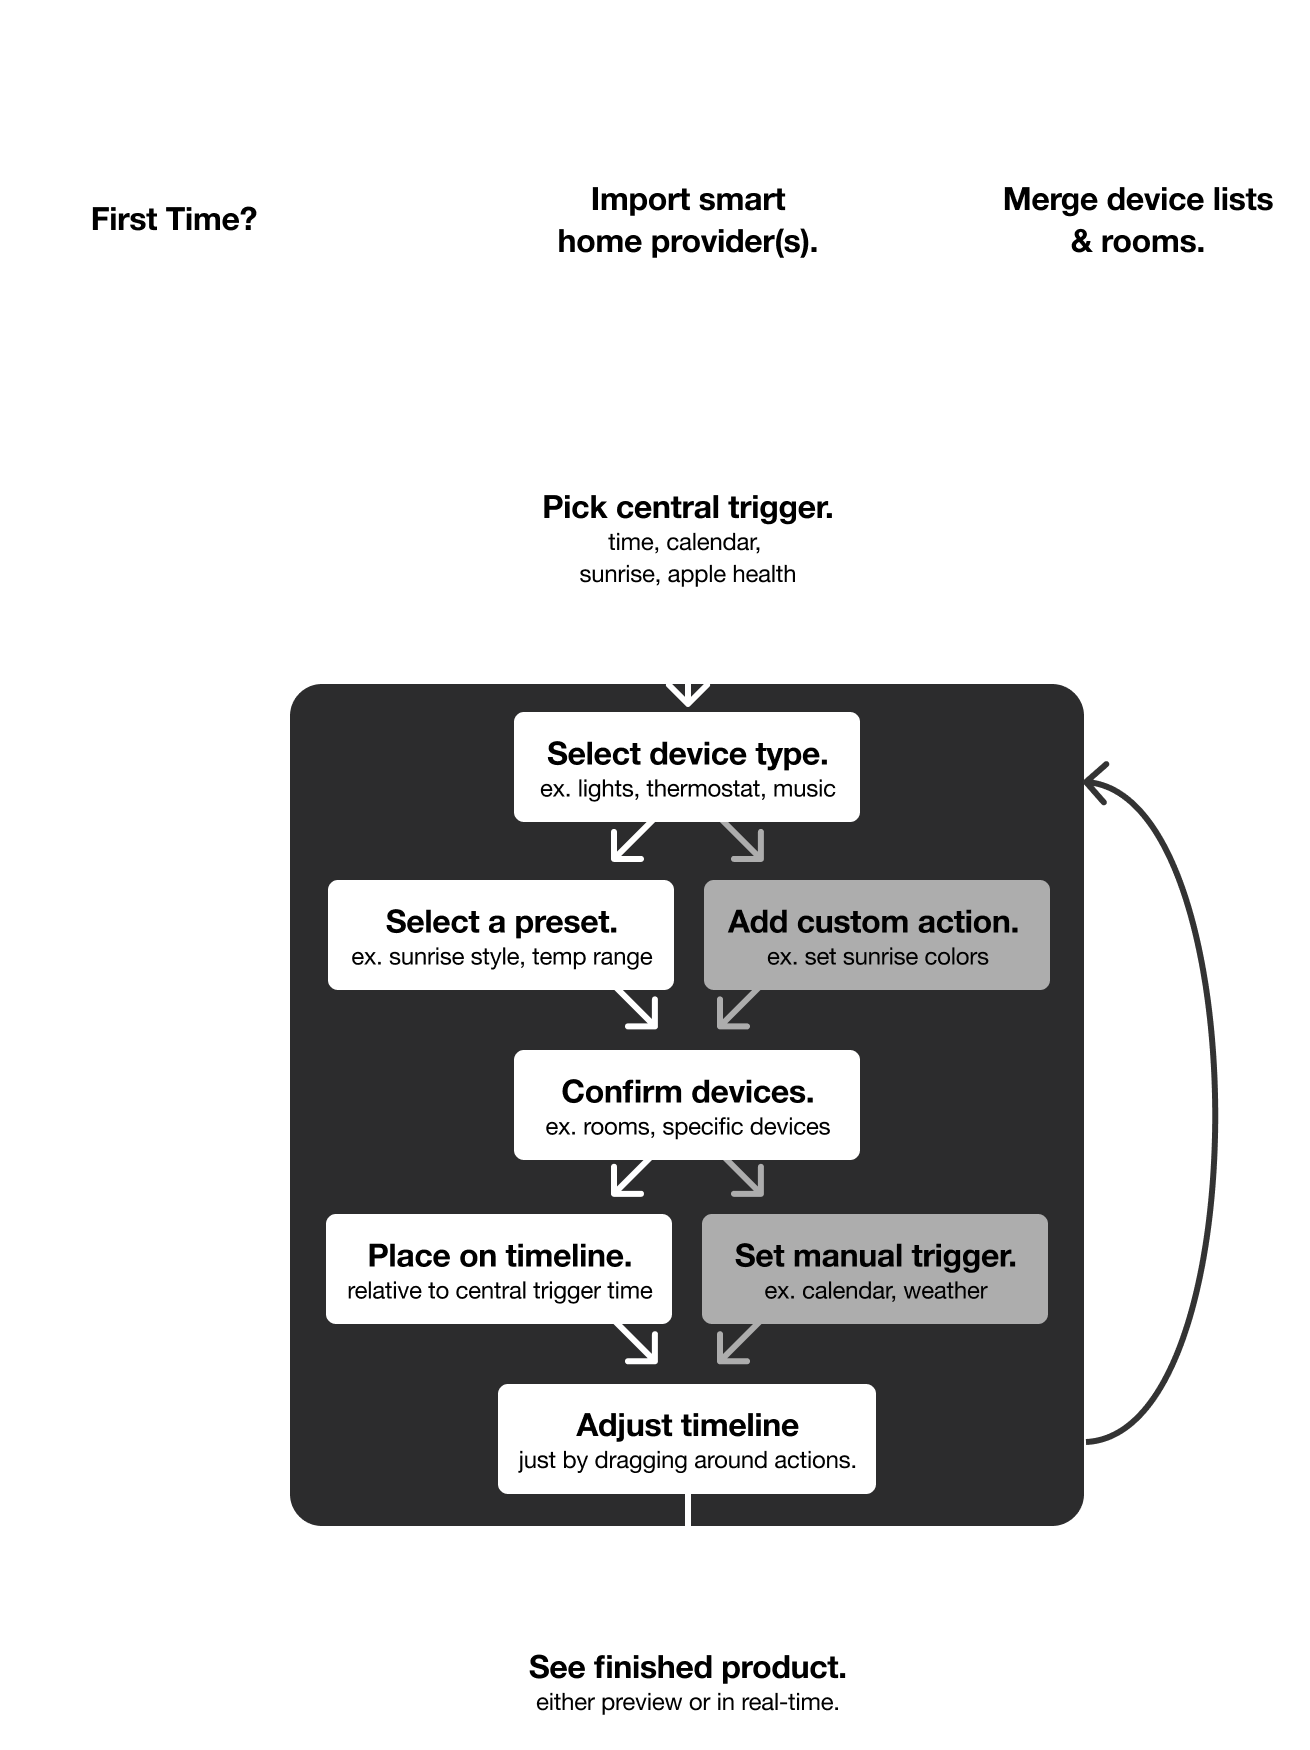 First Time?
Import smart
home provider(s).
Merge device lists
& rooms.
Pick central trigger.
time, calendar,
sunrise, apple health
Select device type.
ex. lights, thermostat, music
Select a preset.
ex. sunrise style, temp range
Add custom action.
ex. set sunrise colors
Confirm devices.
ex. rooms, specific devices
Place on timeline.
relative to central trigger time
Set manual trigger.
ex. calendar, weather
Adjust timeline
just by dragging around actions.
See finished product.
either preview or in real-time.